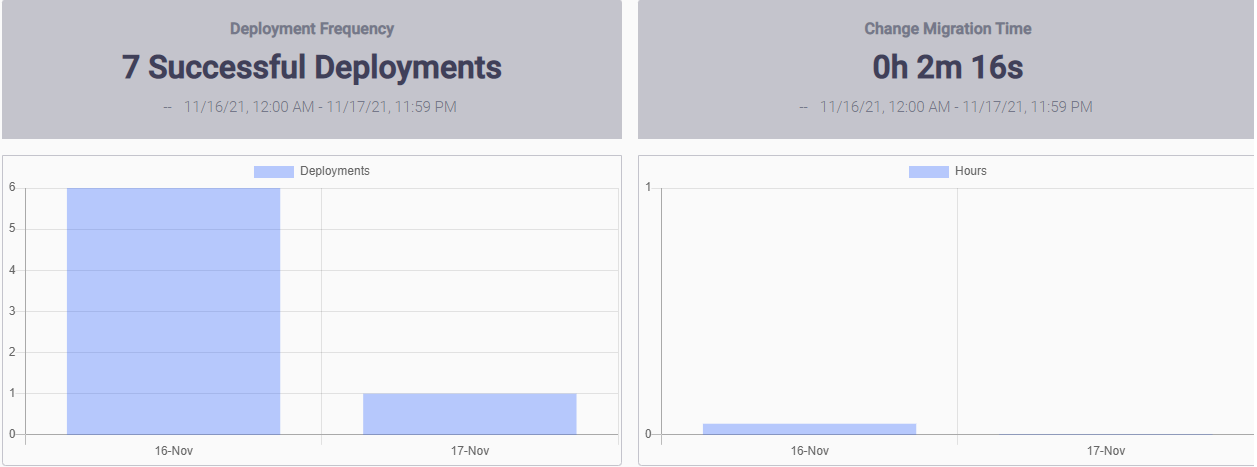 Deployment Frequency
7 Successful Deployments
-- 11/16/21, 12:00 AM - 11/17/21, 11:59 PM
Deployments
6
5
4
3
2
1
0
16-Nov 17-Nov
Change Migration Time
0h 2m 16s
-- 11/16/21, 12:00 AM - 11/17/21, 11:59 PM
Hours
1
0
16-Nov 17-Nov